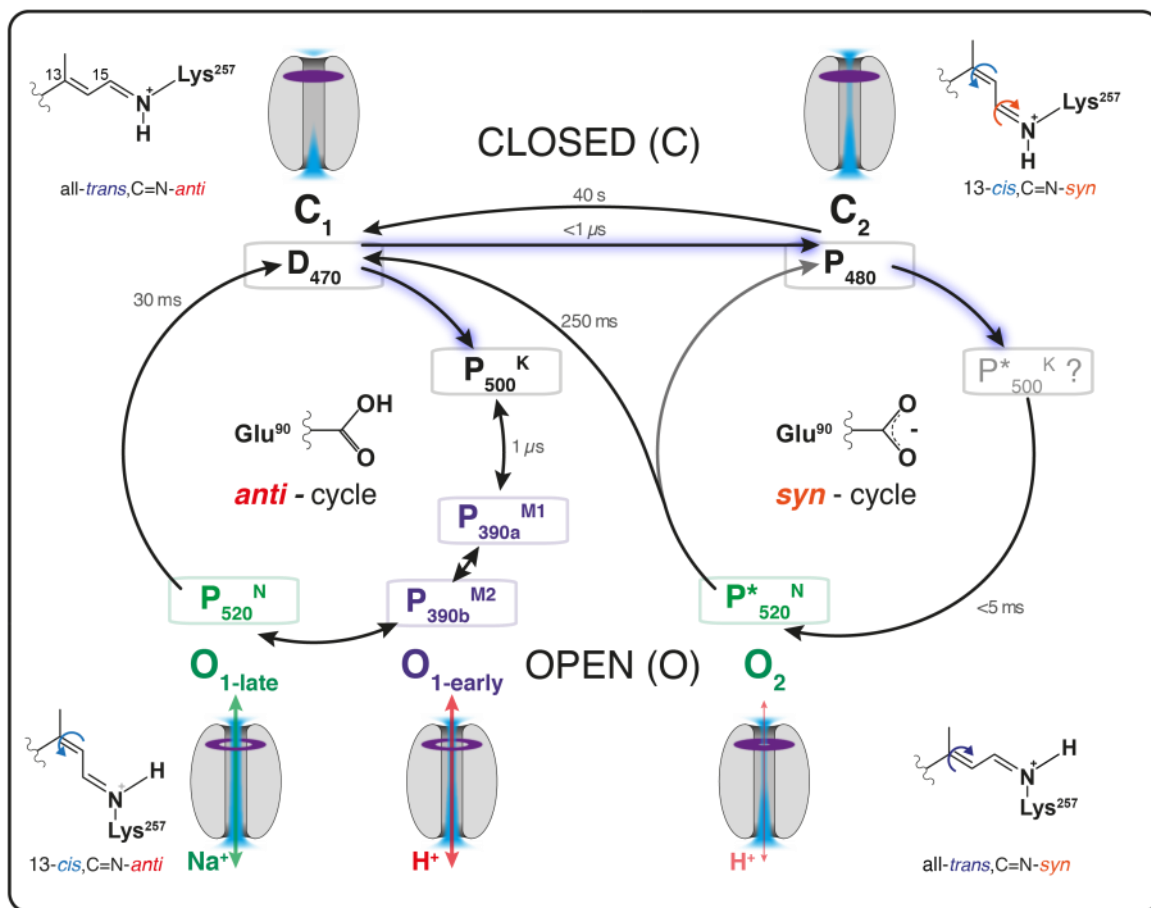 13
15
Lys257
N+
H
all-trans,C=N-anti
CLOSED (C)
Lys257
N+
H
13-cis,C=N-syn
C1
40 s
C2
<1 µs
D470
P480
30 ms
250 ms
P500K
P*500K ?
Glu90
OH
O
1 µs
Glu90
O
-
O
anti - cycle
syn - cycle
P390aM1
P520N
P390bM2
P*520N
<5 ms
O1-late
O1-early
OPEN (O)
O2
H
N+
Lys257
H
N+
Lys257
Na+
H+
H+
13-cis,C=N-anti
all-trans,C=N-syn